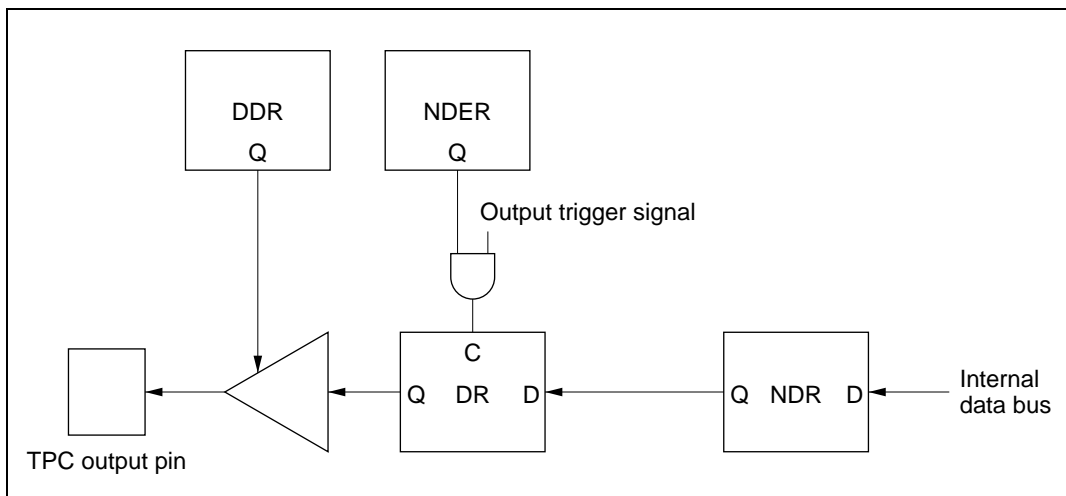 DDR
Q
NDER
Q
Output trigger signal
C
Q DR D
Q NDR D
Internal
data bus
TPC output pin